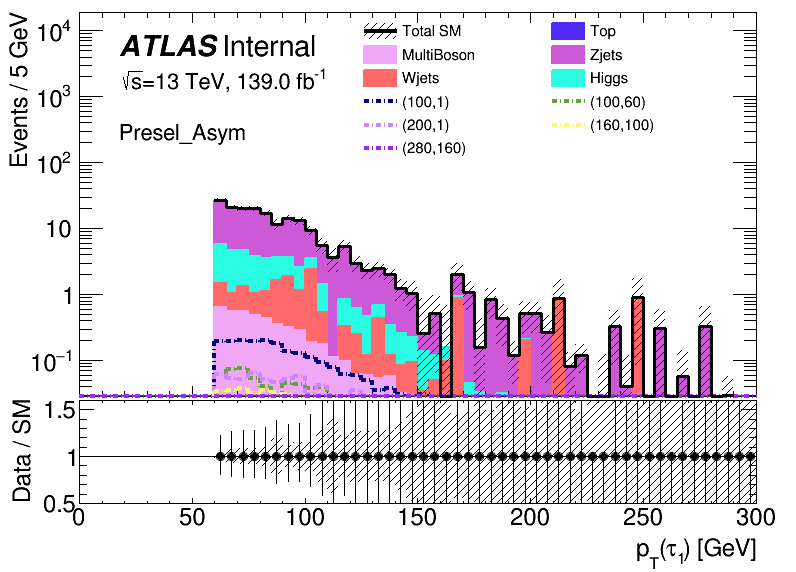 ATLAS Internal
√s=13 TeV, 139.0 fb⁻¹
Presel_Asym
Total SM
Top
MultiBoson
Zjets
Wjets
Higgs
(100,1)
(100,60)
(200,1)
(160,100)
(280,160)
Events / 5 GeV
10⁴
10³
10²
10
1
10⁻¹
Data / SM
1.5
1
0.5
0
50
100
150
200
250
300
p_T(τ₁) [GeV]